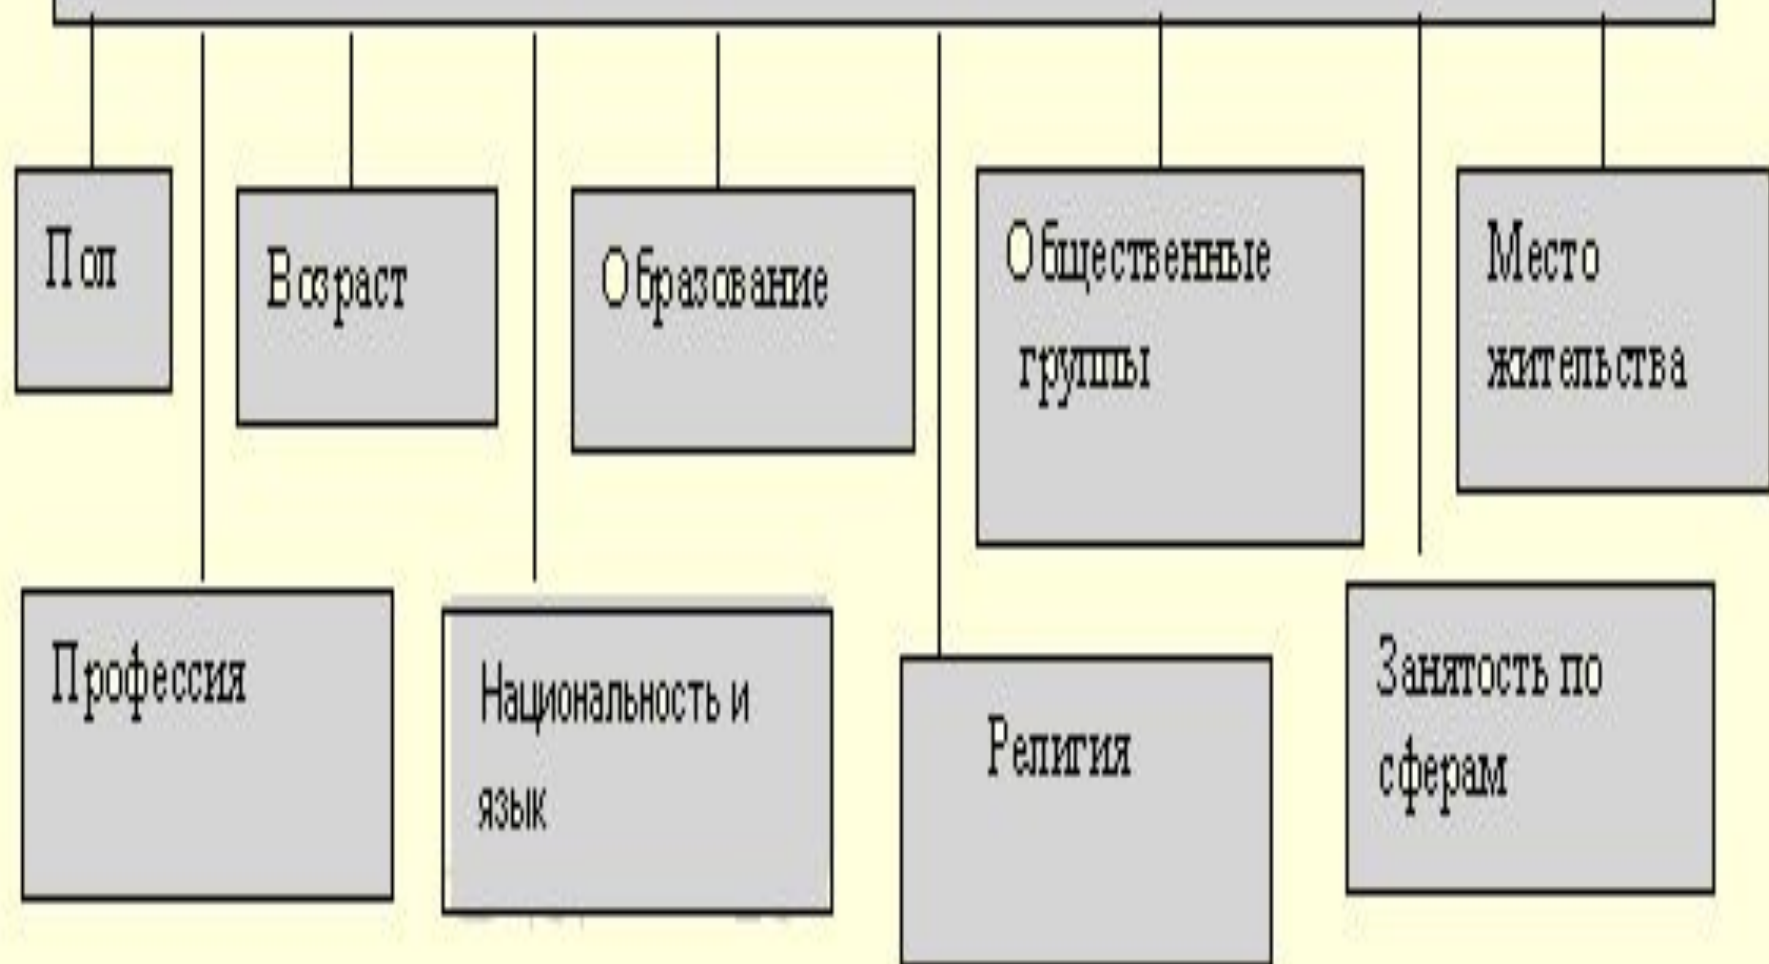 Пол
Возраст
Образование
Общественные
группы
Место
жительства
Профессия
Национальность и
язык
Религия
Занятость по
сферам